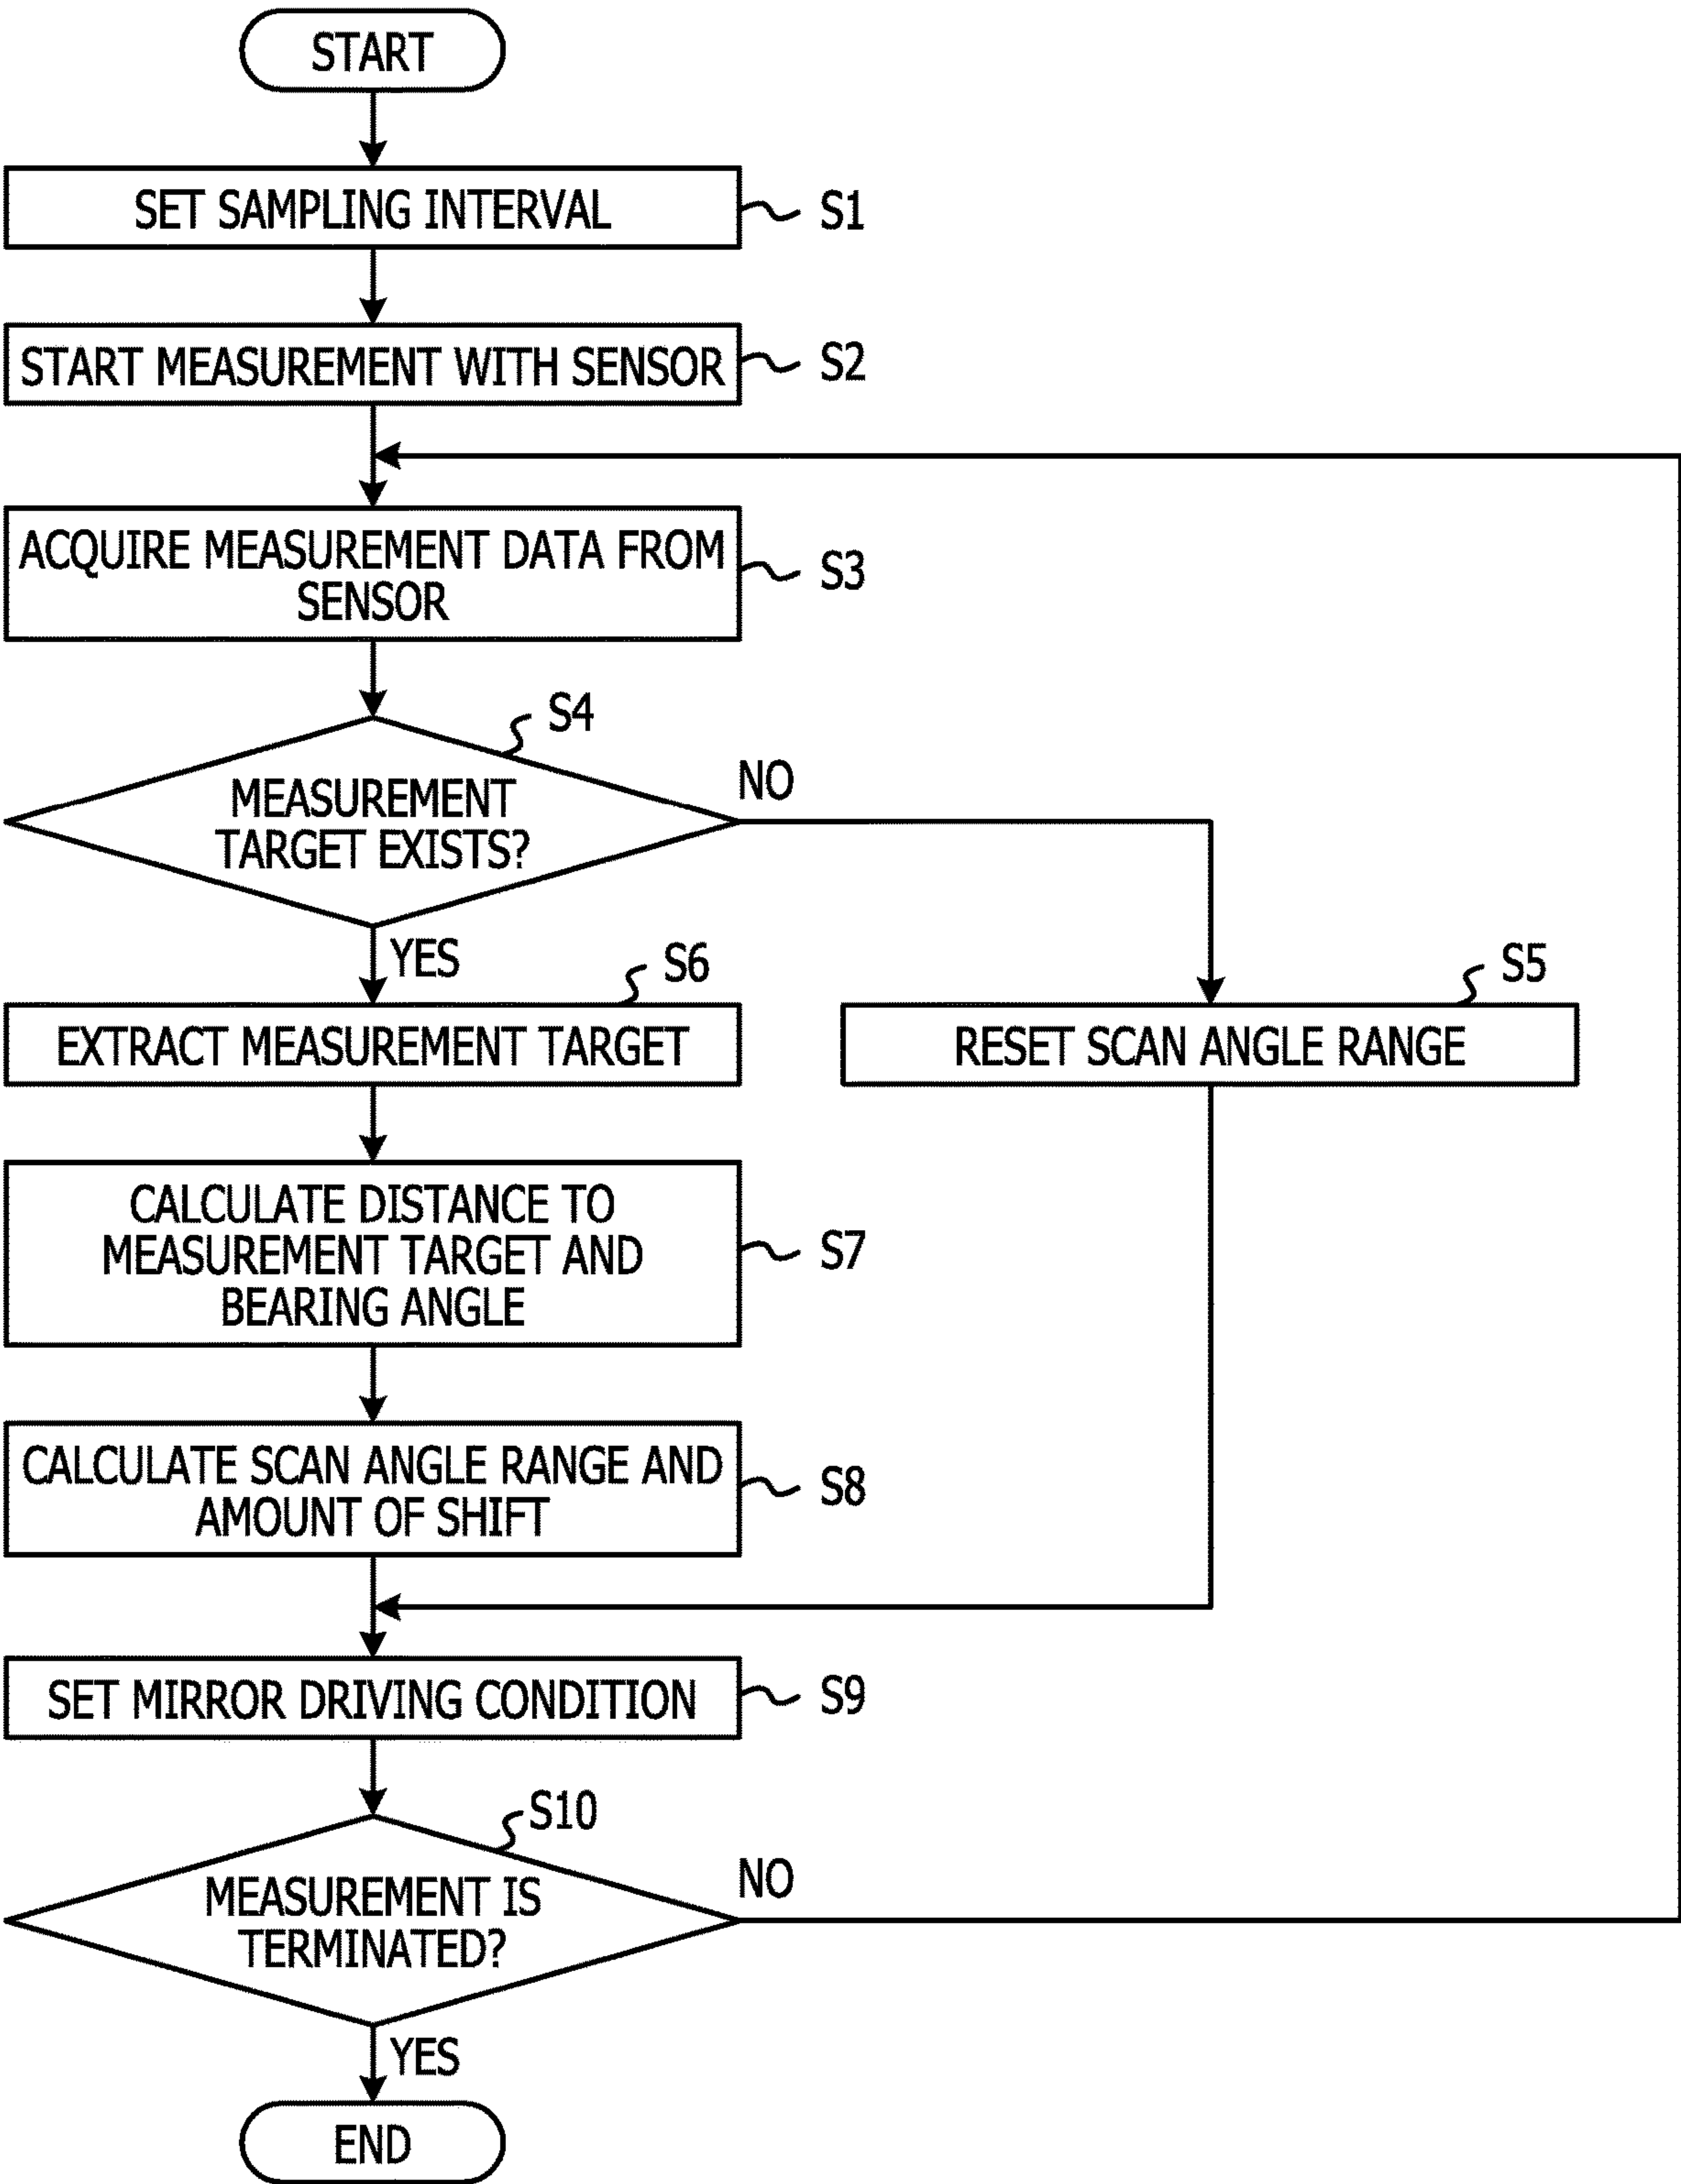 START
SET SAMPLING INTERVAL
S1
START MEASUREMENT WITH SENSOR
S2
ACQUIRE MEASUREMENT DATA FROM
SENSOR
S3
S4
MEASUREMENT
TARGET EXISTS?
NO
YES
S6
EXTRACT MEASUREMENT TARGET
S5
RESET SCAN ANGLE RANGE
CALCULATE DISTANCE TO
MEASUREMENT TARGET AND
BEARING ANGLE
S7
CALCULATE SCAN ANGLE RANGE AND
AMOUNT OF SHIFT
S8
SET MIRROR DRIVING CONDITION
S9
S10
MEASUREMENT IS
TERMINATED?
NO
YES
END